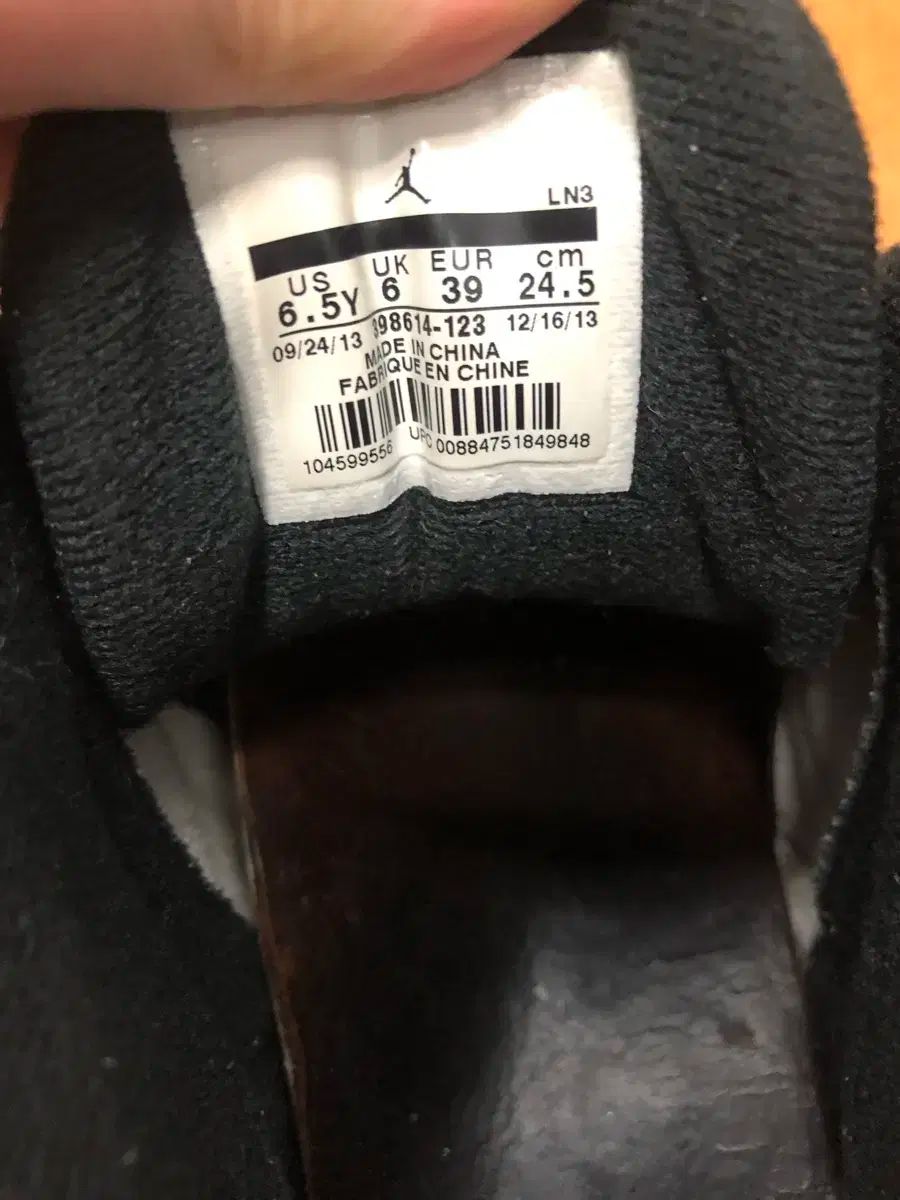 LN3
US UK EUR cm
6.5Y 6 39 24.5
09/24/13 398614-123 12/16/13
MADE IN CHINA
FABRIQUE EN CHINE
104599556 UPC 00884751849848